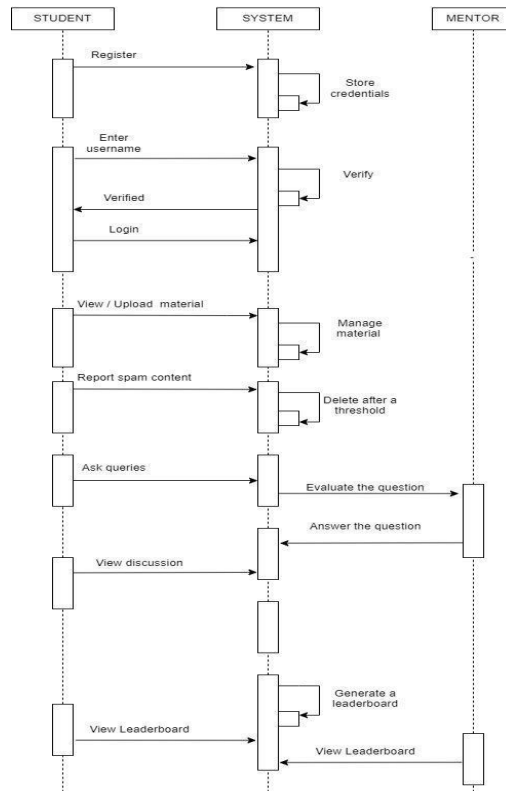 STUDENT
SYSTEM
MENTOR
Register
Store
credentials
Enter
username
Verify
Verified
Login
View / Upload material
Manage
material
Report spam content
Delete after a
threshold
Ask queries
Evaluate the question
Answer the question
View discussion
Generate a
leaderboard
View Leaderboard
View Leaderboard